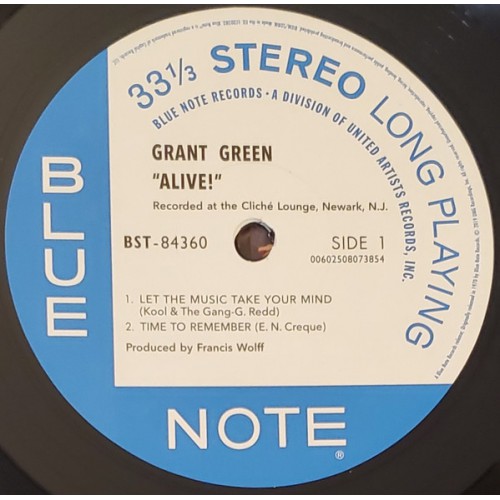 33⅓ STEREO LONG PLAYING
BLUE NOTE RECORDS • A DIVISION OF UNITED ARTISTS RECORDS, INC.
GRANT GREEN
"ALIVE!"
Recorded at the Cliché Lounge, Newark, N.J.
BST-84360 SIDE 1
00602508073854
1. LET THE MUSIC TAKE YOUR MIND
(Kool & The Gang-G. Redd)
2. TIME TO REMEMBER (E. N. Creque)
Produced by Francis Wolff
BLUE
NOTE®